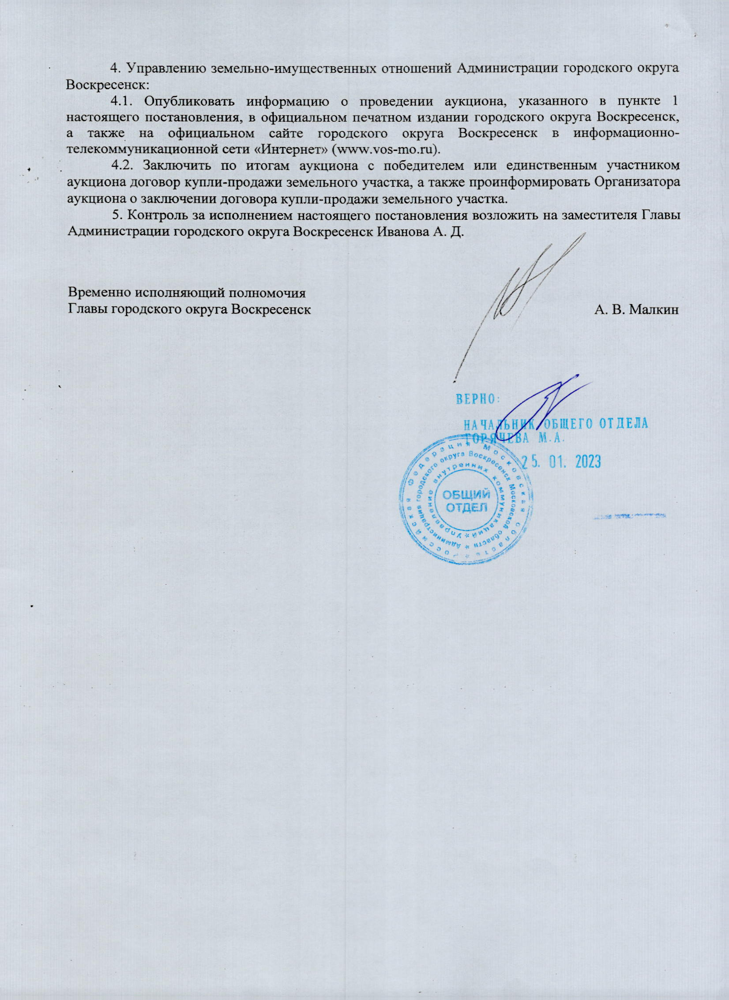 4. Управлению земельно-имущественных отношений Администрации городского округа
Воскресенск:
4.1. Опубликовать информацию о проведении аукциона, указанного в пункте 1
настоящего постановления, в официальном печатном издании городского округа Воскресенск,
а также на официальном сайте городского округа Воскресенск в информационно-
телекоммуникационной сети «Интернет» (www.vos-mo.ru).
4.2. Заключить по итогам аукциона с победителем или единственным участником
аукциона договор купли-продажи земельного участка, а также проинформировать Организатора
аукциона о заключении договора купли-продажи земельного участка.
5. Контроль за исполнением настоящего постановления возложить на заместителя Главы
Администрации городского округа Воскресенск Иванова А. Д.
Временно исполняющий полномочия
Главы городского округа Воскресенск
А. В. Малкин
ВЕРНО:
НАЧАЛЬНИК ОБЩЕГО ОТДЕЛА
ГОРЯЧЕВА М.А.
25. 01. 2023
Российская Федерация Московская область *
Администрация городского округа Воскресенск Московской области *
Управление внутренних коммуникаций *
ОБЩИЙ
ОТДЕЛ